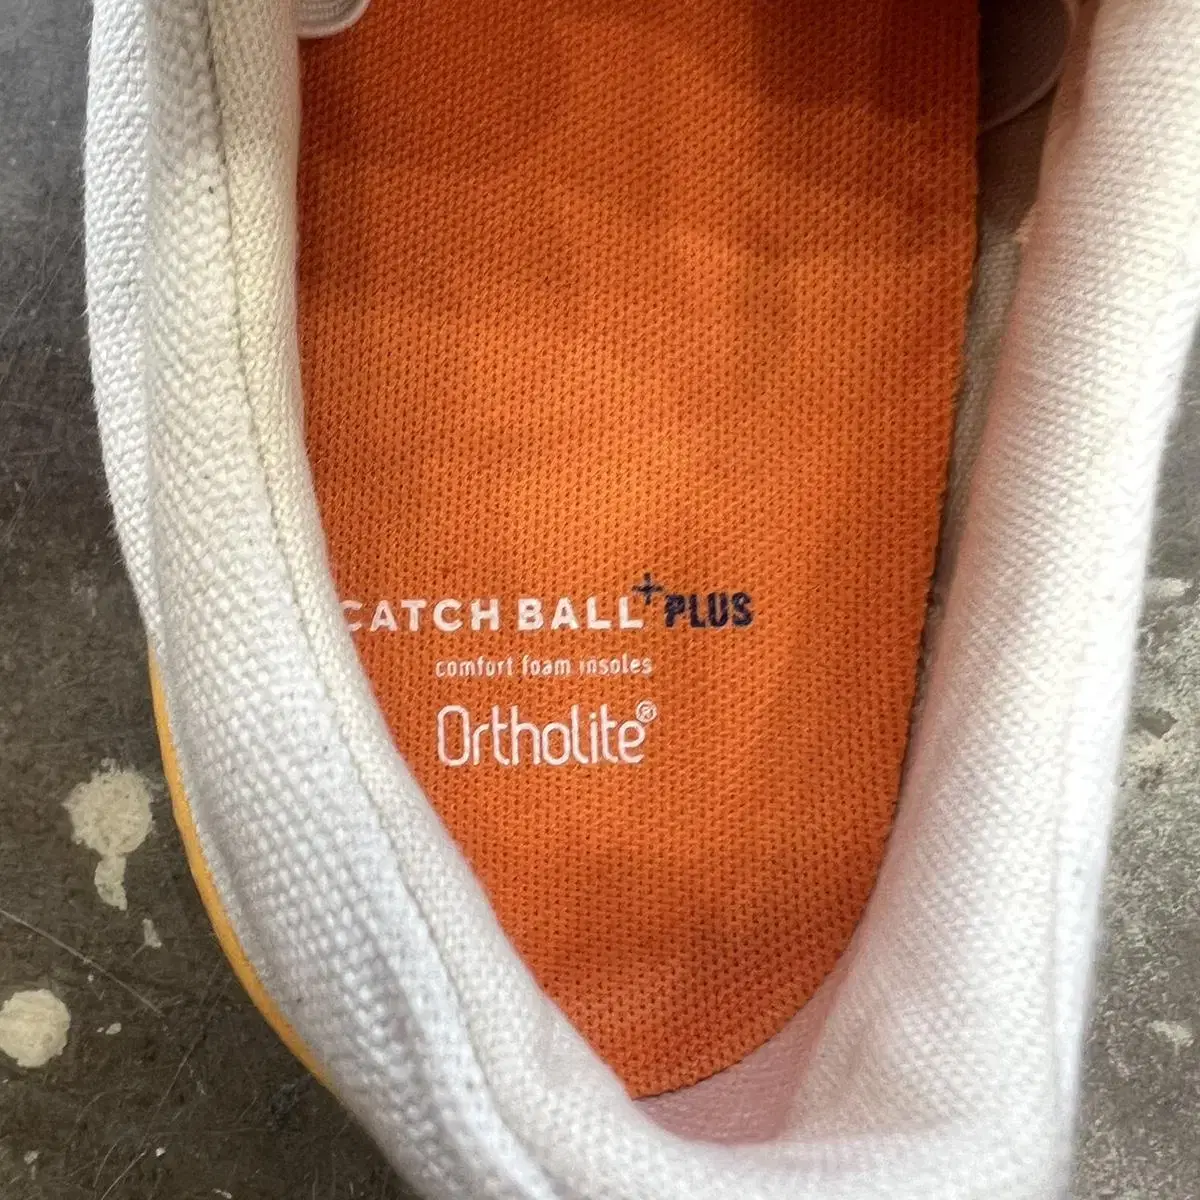 CATCH BALL+PLUS
comfort foam insoles
Ortholite®